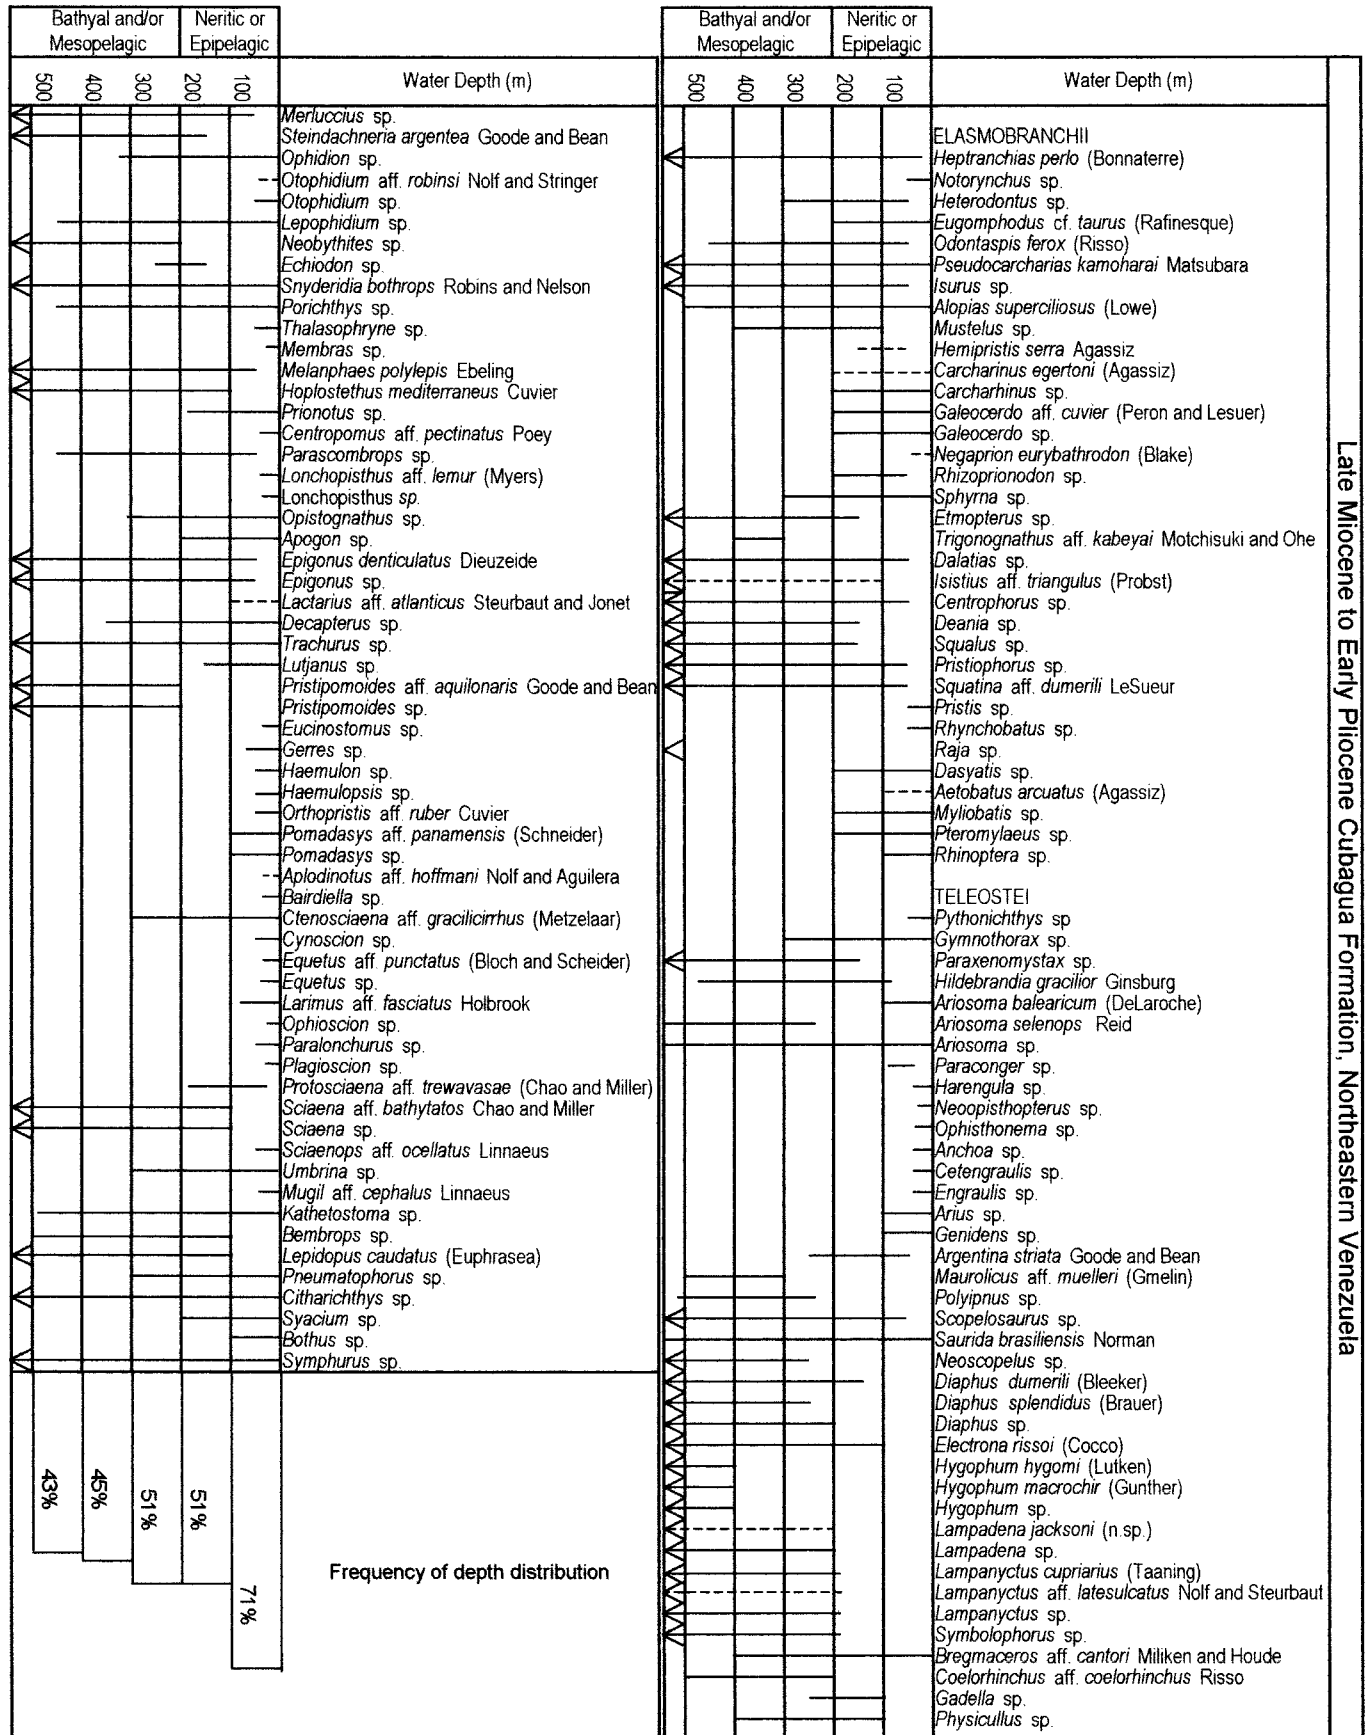 Late Miocene to Early Pliocene Cubagua Formation, Northeastern Venezuela
Bathyal and/or Mesopelagic
Neritic or Epipelagic
500 400 300 200 100
Water Depth (m)
ELASMOBRANCHII
Heptranchias perlo (Bonnaterre)
Notorynchus sp.
Heterodontus sp.
Eugomphodus cf. taurus (Rafinesque)
Odontaspis ferox (Risso)
Pseudocarcharias kamoharai Matsubara
Isurus sp.
Alopias superciliosus (Lowe)
Mustelus sp.
Hemipristis serra Agassiz
Carcharinus egertoni (Agassiz)
Carcharhinus sp.
Galeocerdo aff. cuvier (Peron and Lesuer)
Galeocerdo sp.
Negaprion eurybathrodon (Blake)
Rhizoprionodon sp.
Sphyrna sp.
Etmopterus sp.
Trigonognathus aff. kabeyai Motchisuki and Ohe
Dalatias sp.
Isistius aff. triangulus (Probst)
Centrophorus sp.
Deania sp.
Squalus sp.
Pristiophorus sp.
Squatina aff. dumerili LeSueur
Pristis sp.
Rhynchobatus sp.
Raja sp.
Dasyatis sp.
Aetobatus arcuatus (Agassiz)
Myliobatis sp.
Pteromylaeus sp.
Rhinoptera sp.
TELEOSTEI
Pythonichthys sp
Gymnothorax sp.
Paraxenomystax sp.
Hildebrandia gracilior Ginsburg
Ariosoma balearicum (DeLaroche)
Ariosoma selenops Reid
Ariosoma sp.
Paraconger sp.
Harengula sp.
Neoopisthopterus sp.
Ophisthonema sp.
Anchoa sp.
Cetengraulis sp.
Engraulis sp.
Arius sp.
Genidens sp.
Argentina striata Goode and Bean
Maurolicus aff. muelleri (Gmelin)
Polyipnus sp.
Scopelosaurus sp.
Saurida brasiliensis Norman
Neoscopelus sp.
Diaphus dumerili (Bleeker)
Diaphus splendidus (Brauer)
Diaphus sp.
Electrona rissoi (Cocco)
Hygophum hygomi (Lutken)
Hygophum macrochir (Gunther)
Hygophum sp.
Lampadena jacksoni (n.sp.)
Lampadena sp.
Lampanyctus cupriarius (Taaning)
Lampanyctus aff. latesulcatus Nolf and Steurbaut
Lampanyctus sp.
Symbolophorus sp.
Bregmaceros aff. cantori Miliken and Houde
Coelorhinchus aff. coelorhinchus Risso
Gadella sp.
Physicullus sp.
Bathyal and/or Mesopelagic
Neritic or Epipelagic
500 400 300 200 100
Water Depth (m)
Merluccius sp.
Steindachneria argentea Goode and Bean
Ophidion sp.
Otophidium aff. robinsi Nolf and Stringer
Otophidium sp.
Lepophidium sp.
Neobythites sp.
Echiodon sp.
Snyderidia bothrops Robins and Nelson
Porichthys sp.
Thalasophryne sp.
Membras sp.
Melanphaes polylepis Ebeling
Hoplostethus mediterraneus Cuvier
Prionotus sp.
Centropomus aff. pectinatus Poey
Parascombrops sp.
Lonchopisthus aff. lemur (Myers)
Lonchopisthus sp.
Opistognathus sp.
Apogon sp.
Epigonus denticulatus Dieuzeide
Epigonus sp.
Lactarius aff. atlanticus Steurbaut and Jonet
Decapterus sp.
Trachurus sp.
Lutjanus sp.
Pristipomoides aff. aquilonaris Goode and Bean
Pristipomoides sp.
Eucinostomus sp.
Gerres sp.
Haemulon sp.
Haemulopsis sp.
Orthopristis aff. ruber Cuvier
Pomadasys aff. panamensis (Schneider)
Pomadasys sp.
Aplodinotus aff. hoffmani Nolf and Aguilera
Bairdiella sp.
Ctenosciaena aff. gracilicirrhus (Metzelaar)
Cynoscion sp.
Equetus aff. punctatus (Bloch and Scheider)
Equetus sp.
Larimus aff. fasciatus Holbrook
Ophioscion sp.
Paralonchurus sp.
Plagioscion sp.
Protosciaena aff. trewavasae (Chao and Miller)
Sciaena aff. bathytatos Chao and Miller
Sciaena sp.
Sciaenops aff. ocellatus Linnaeus
Umbrina sp.
Mugil aff. cephalus Linnaeus
Kathetostoma sp.
Bembrops sp.
Lepidopus caudatus (Euphrasea)
Pneumatophorus sp.
Citharichthys sp.
Syacium sp.
Bothus sp.
Symphurus sp.
43%
45%
51%
51%
71%
Frequency of depth distribution